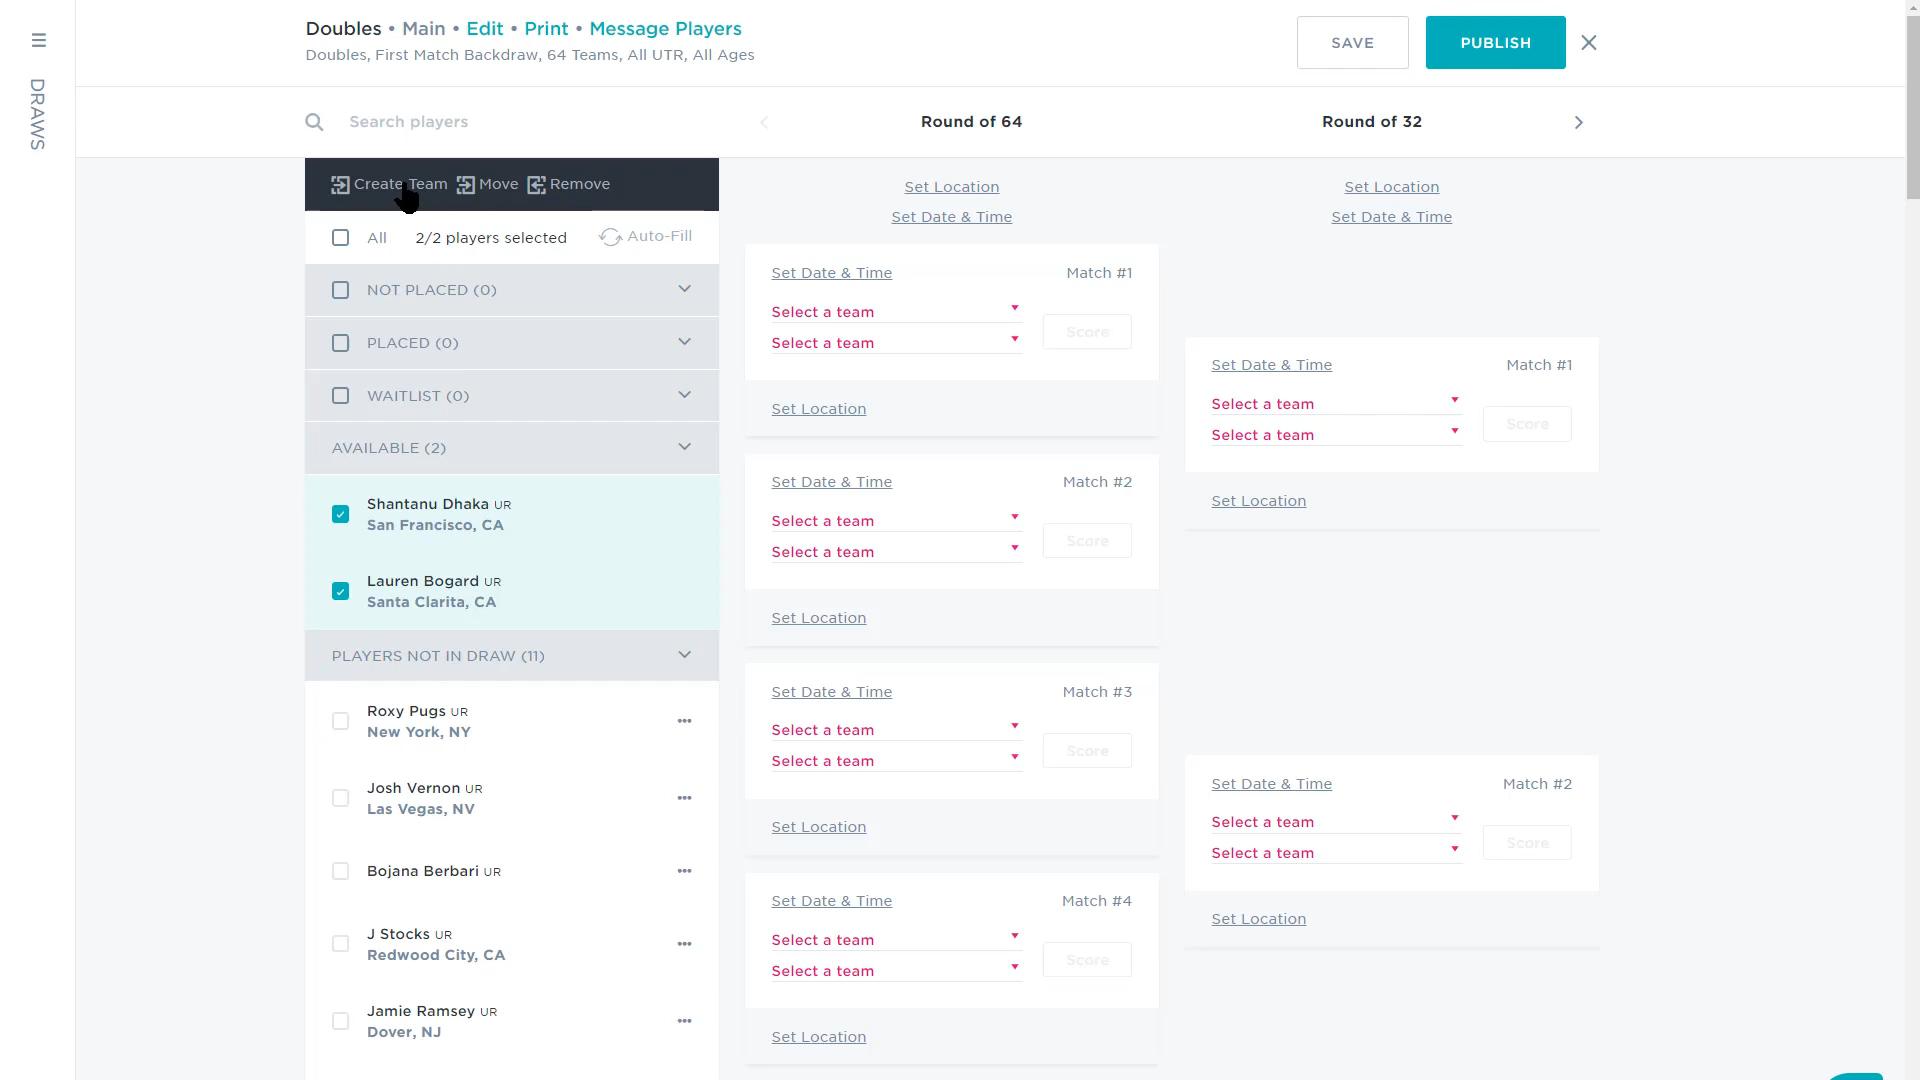 DRAWS
Doubles • Main • Edit • Print • Message Players
Doubles, First Match Backdraw, 64 Teams, All UTR, All Ages
SAVE
PUBLISH
Search players
Round of 64
Round of 32
Create Team
Move
Remove
All
2/2 players selected
Auto-Fill
NOT PLACED (0)
PLACED (0)
WAITLIST (0)
AVAILABLE (2)
Shantanu Dhaka UR
San Francisco, CA
Lauren Bogard UR
Santa Clarita, CA
PLAYERS NOT IN DRAW (11)
Roxy Pugs UR
New York, NY
Josh Vernon UR
Las Vegas, NV
Bojana Berbari UR
J Stocks UR
Redwood City, CA
Jamie Ramsey UR
Dover, NJ
Set Location
Set Date & Time
Set Date & Time
Match #1
Select a team
Select a team
Score
Set Location
Set Date & Time
Match #2
Select a team
Select a team
Score
Set Location
Set Date & Time
Match #3
Select a team
Select a team
Score
Set Location
Set Date & Time
Match #4
Select a team
Select a team
Score
Set Location
Set Location
Set Date & Time
Set Date & Time
Match #1
Select a team
Select a team
Score
Set Location
Set Date & Time
Match #2
Select a team
Select a team
Score
Set Location